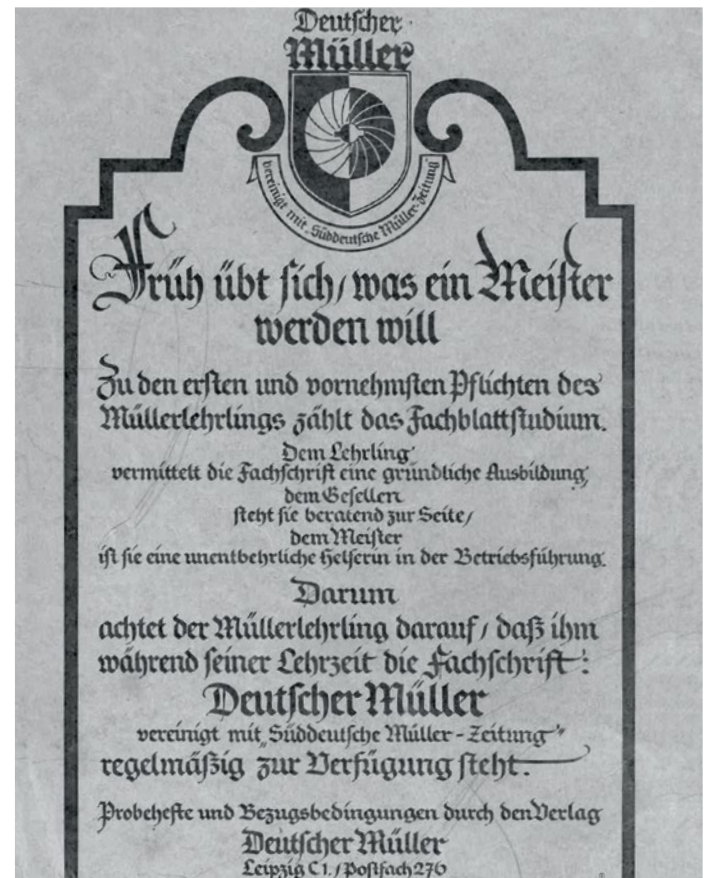 Deutscher
Müller
vereinigt mit „Süddeutsche Müller-Zeitung“
Früh übt sich, was ein Meister
werden will
Zu den ersten und vornehmsten Pflichten des
Müllerlehrlings zählt das Fachblattstudium.
Dem Lehrling
vermittelt die Fachschrift eine gründliche Ausbildung,
dem Gesellen
steht sie beratend zur Seite,
dem Meister
ist sie eine unentbehrliche Helferin in der Betriebsführung.
Darum
achtet der Müllerlehrling darauf, daß ihm
während seiner Lehrzeit die Fachschrift:
Deutscher Müller
vereinigt mit „Süddeutsche Müller-Zeitung“
regelmäßig zur Verfügung steht.
Probehefte und Bezugsbedingungen durch den Verlag
Deutscher Müller
Leipzig C1. / Postfach 276